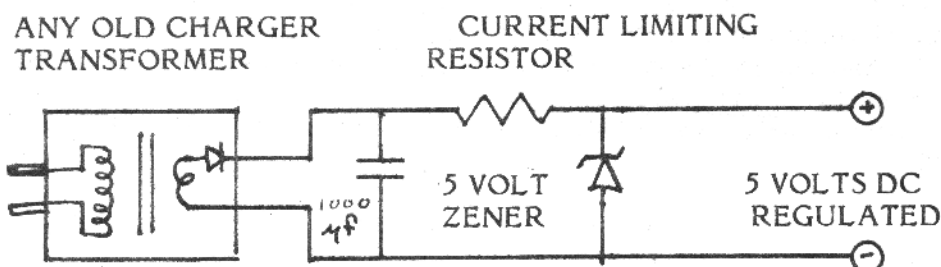 ANY OLD CHARGER
TRANSFORMER
CURRENT LIMITING
RESISTOR
1000
μf
5 VOLT
ZENER
5 VOLTS DC
REGULATED
+
−